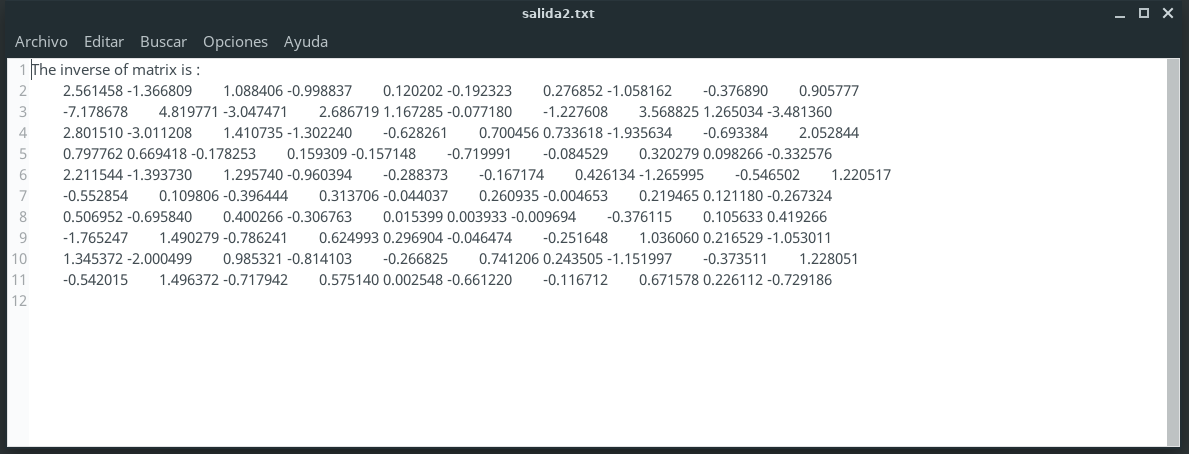 salida2.txt
Archivo Editar Buscar Opciones Ayuda
1 The inverse of matrix is :
2 2.561458 -1.366809 1.088406 -0.998837 0.120202 -0.192323 0.276852 -1.058162 -0.376890 0.905777
3 -7.178678 4.819771 -3.047471 2.686719 1.167285 -0.077180 -1.227608 3.568825 1.265034 -3.481360
4 2.801510 -3.011208 1.410735 -1.302240 -0.628261 0.700456 0.733618 -1.935634 -0.693384 2.052844
5 0.797762 0.669418 -0.178253 0.159309 -0.157148 -0.719991 -0.084529 0.320279 0.098266 -0.332576
6 2.211544 -1.393730 1.295740 -0.960394 -0.288373 -0.167174 0.426134 -1.265995 -0.546502 1.220517
7 -0.552854 0.109806 -0.396444 0.313706 -0.044037 0.260935 -0.004653 0.219465 0.121180 -0.267324
8 0.506952 -0.695840 0.400266 -0.306763 0.015399 0.003933 -0.009694 -0.376115 0.105633 0.419266
9 -1.765247 1.490279 -0.786241 0.624993 0.296904 -0.046474 -0.251648 1.036060 0.216529 -1.053011
10 1.345372 -2.000499 0.985321 -0.814103 -0.266825 0.741206 0.243505 -1.151997 -0.373511 1.228051
11 -0.542015 1.496372 -0.717942 0.575140 0.002548 -0.661220 -0.116712 0.671578 0.226112 -0.729186
12